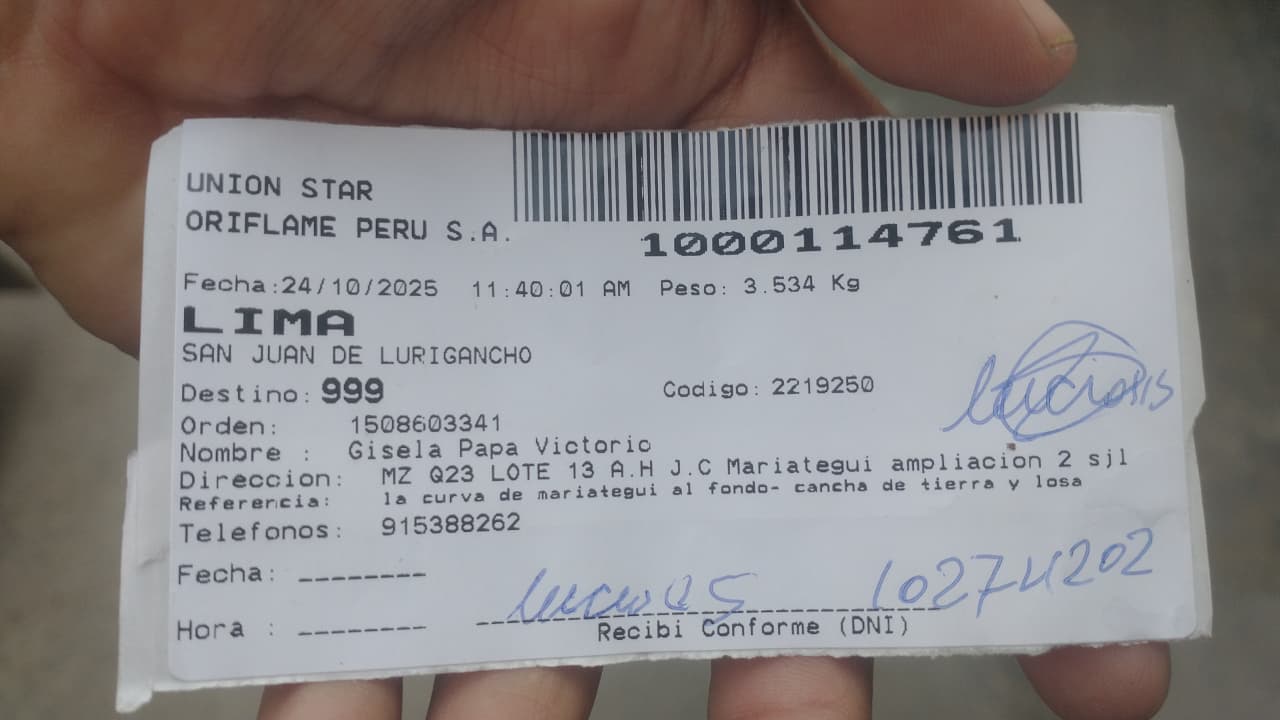 UNION STAR
ORIFLAME PERU S.A.
1000114761
Fecha:24/10/2025 11:40:01 AM Peso: 3.534 Kg
LIMA
SAN JUAN DE LURIGANCHO
Destino: 999 Codigo: 2219250
Orden: 1508603341
Nombre : Gisela Papa Victorio
Direccion: MZ Q23 LOTE 13 A.H J.C Mariategui ampliacion 2 sjl
Referencia: la curva de mariategui al fondo- cancha de tierra y losa
Telefonos: 915388262
Fecha: --------
10274202
Hora : --------
Recibi Conforme (DNI)